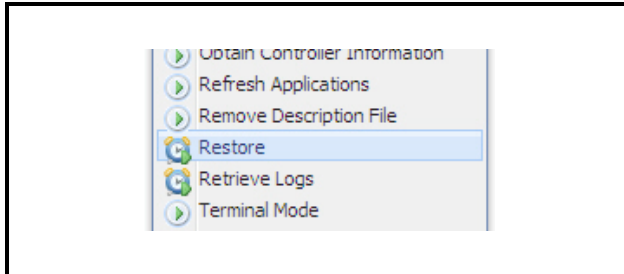 Obtain Controller Information
Refresh Applications
Remove Description File
Restore
Retrieve Logs
Terminal Mode